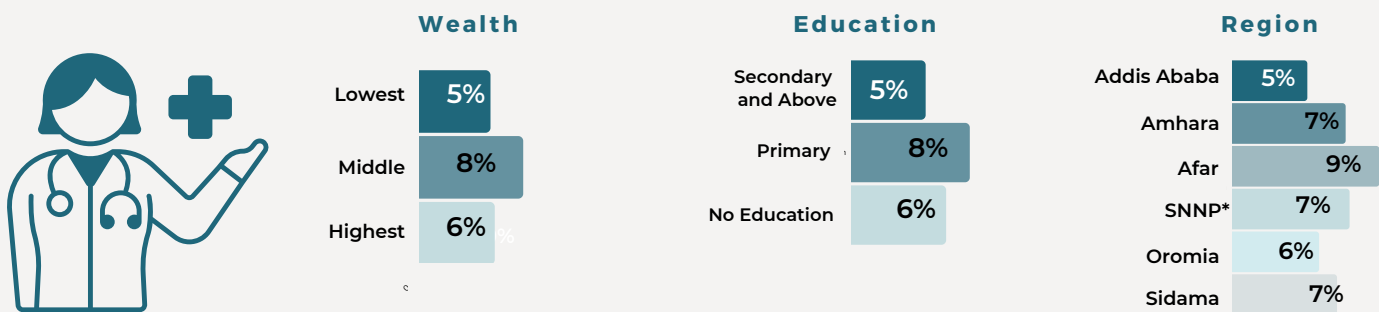 Wealth
Lowest 5%
Middle 8%
Highest 6%
%
Education
Secondary
and Above
5%
Primary 8%
No Education 6%
Region
Addis Ababa 5%
Amhara 7%
Afar 9%
SNNP* 7%
Oromia 6%
Sidama 7%